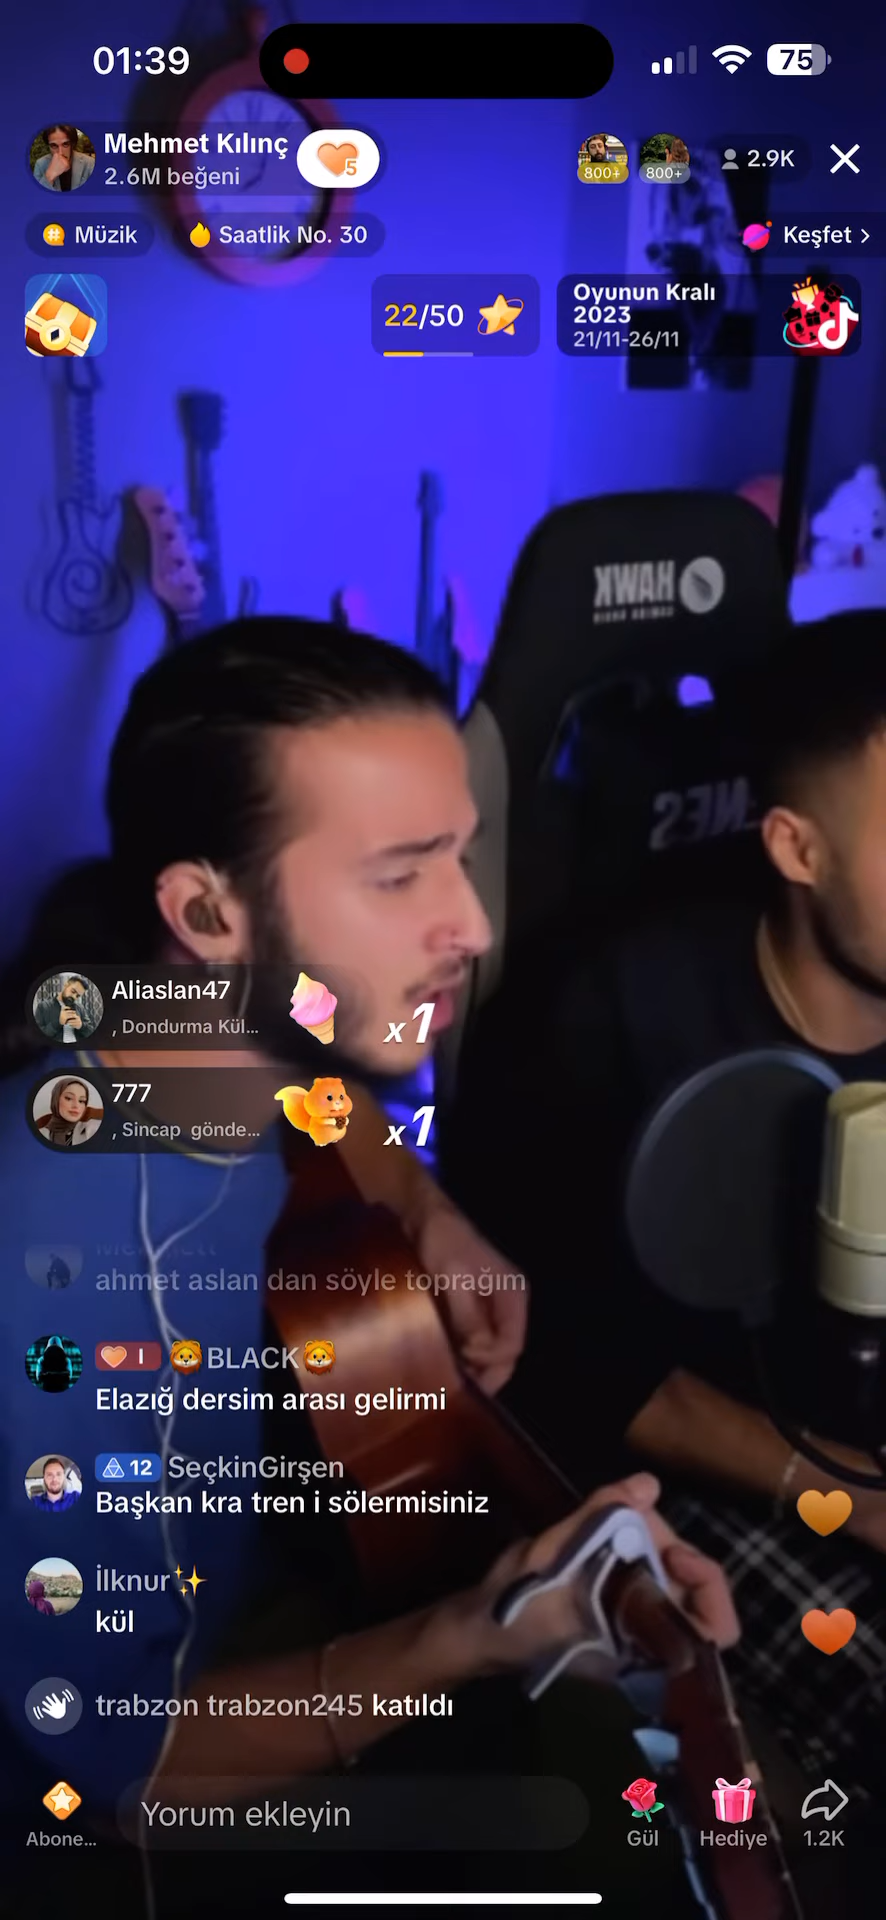 01:39
75
Mehmet Kılınç
2.6M beğeni
5
800+
800+
2.9K
Müzik
Saatlik No. 30
Keşfet >
22/50
Oyunun Kralı
2023
21/11-26/11
HAWK
Aliaslan47
, Dondurma Kül...
x1
777
, Sincap gönde...
x1
ahmet aslan dan söyle toprağım
I 🦁BLACK🦁
Elazığ dersim arası gelirmi
12 SeçkinGirşen
Başkan kra tren i sölermisiniz
İlknur✨
kül
trabzon trabzon245 katıldı
Abone...
Yorum ekleyin
Gül
Hediye
1.2K